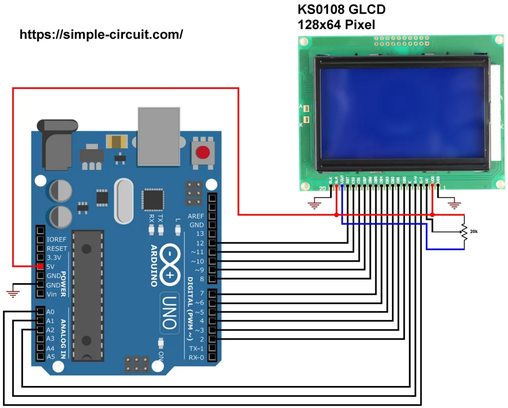 KS0108 GLCD
128x64 Pixel
https://simple-circuit.com/
20k
RX
TX
L
AREF
GND
13
12
~11
~10
~9
8
7
~6
~5
4
~3
2
TX-1
RX-0
IOREF
RESET
3.3V
5V
GND
GND
Vin
POWER
A0
A1
A2
A3
A4
A5
ANALOG IN
ARDUINO
UNO
DIGITAL (PWM ~)
ON